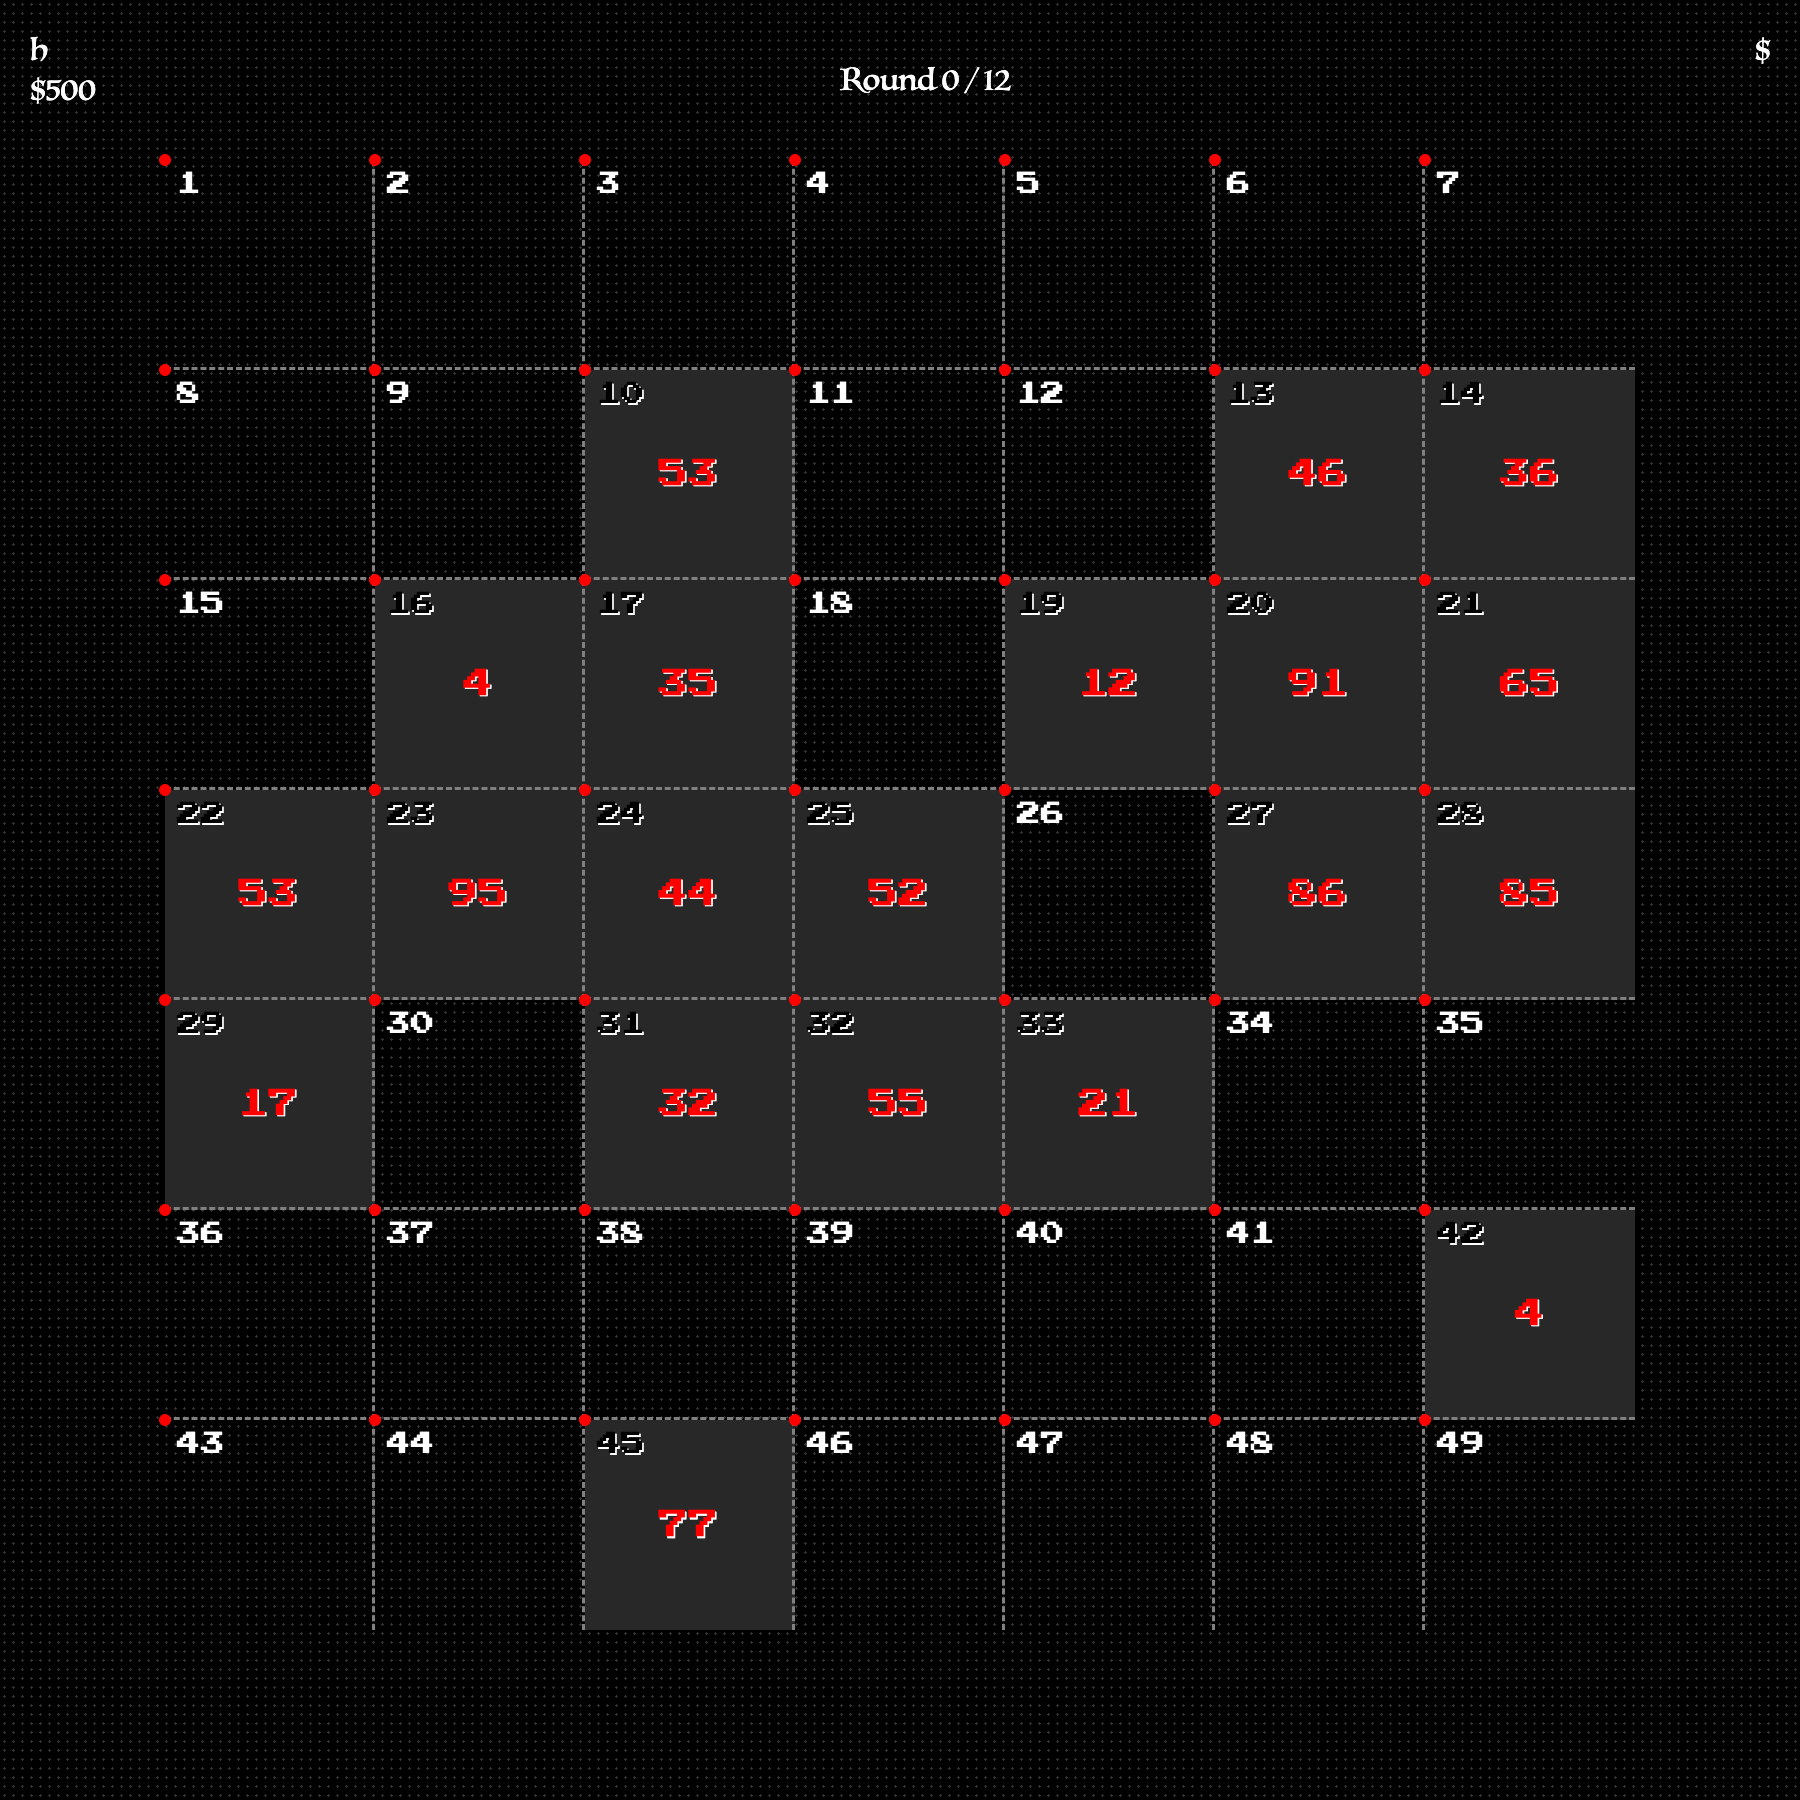 h
$500
Round 0 / 12
$
1 2 3 4 5 6 7
8 9 10 11 12 13 14
53 46 36
15 16 17 18 19 20 21
4 35 12 91 65
22 23 24 25 26 27 28
53 95 44 52 86 85
29 30 31 32 33 34 35
17 32 55 21
36 37 38 39 40 41 42
4
43 44 45 46 47 48 49
77